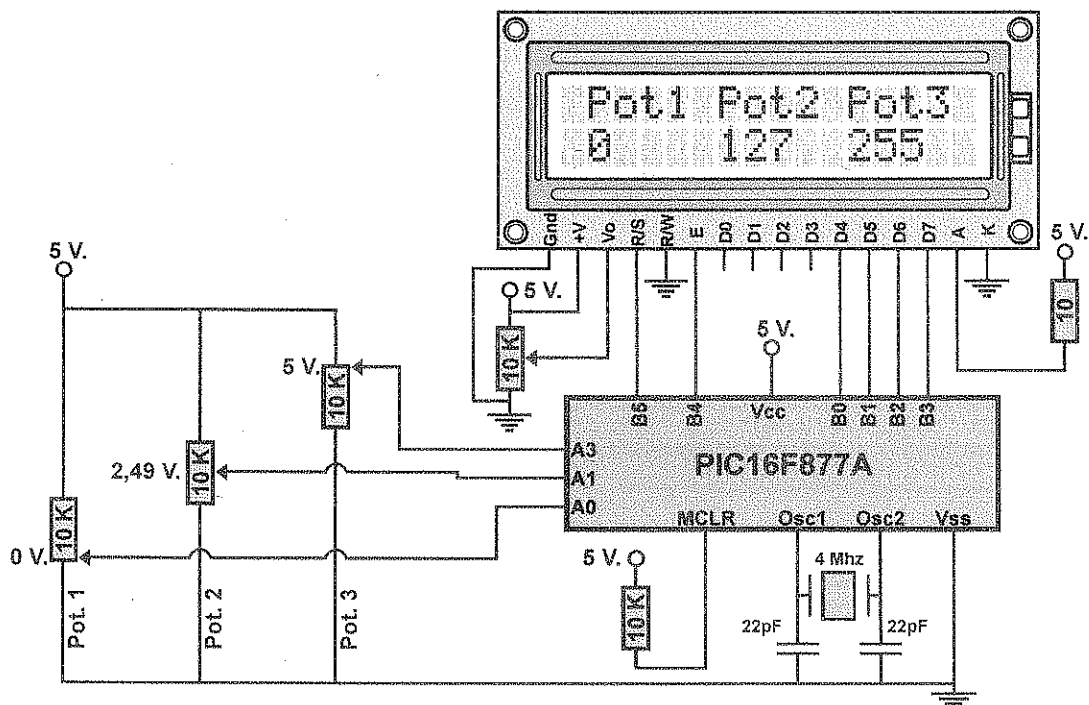 Pot1 Pot2 Pot3
0 127 255
Gnd +V Vo R/S R/W E D0 D1 D2 D3 D4 D5 D6 D7 A K
5 V.
5 V.
5 V.
10
5 V.
10 K
5 V.
10 K
B5 B4 Vcc B0 B1 B2 B3
A3
PIC16F877A
2,49 V.
10 K
A1
A0
10 K
MCLR Osc1 Osc2 Vss
0 V.
5 V.
4 Mhz
10 K
22pF
22pF
Pot. 1
Pot. 2
Pot. 3